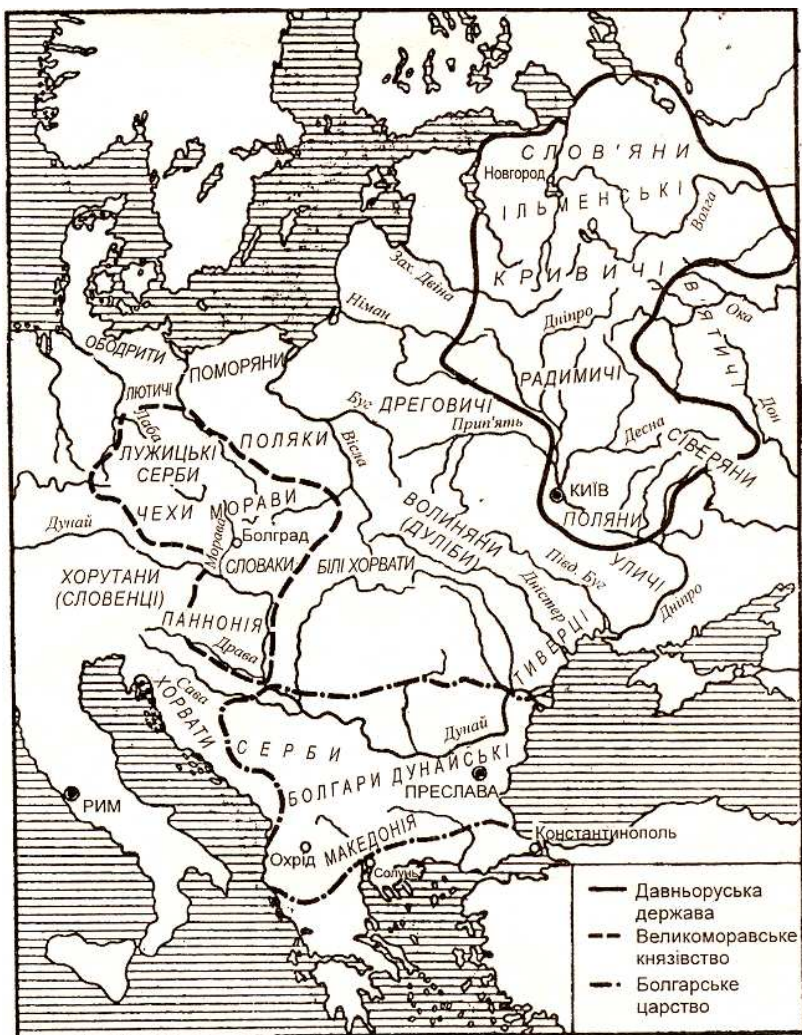 СЛОВ'ЯНИ
Новгород
ІЛЬМЕНСЬКІ
Волга
КРИВИЧІ
Зах. Двіна
В'ЯТИЧІ
Ока
Німан
Дніпро
ОБОДРИТИ
ПОМОРЯНИ
РАДИМИЧІ
ЛЮТИЧІ
Буг
ДРЕГОВИЧІ
Дон
Лаба
ПОЛЯКИ
Вісла
Прип'ять
Десна
СІВЕРЯНИ
ЛУЖИЦЬКІ
СЕРБИ
КИЇВ
ЧЕХИ
МОРАВИ
ПОЛЯНИ
Дунай
Морава
Болград
ВОЛИНЯНИ
(ДУЛІБИ)
СЛОВАКИ
БІЛІ ХОРВАТИ
Півд. Буг
УЛИЧІ
ХОРУТАНИ
(СЛОВЕНЦІ)
Дністер
Дніпро
ПАННОНІЯ
ТИВЕРЦІ
Драва
Сава
ХОРВАТИ
Дунай
СЕРБИ
БОЛГАРИ ДУНАЙСЬКІ
ПРЕСЛАВА
РИМ
МАКЕДОНІЯ
Константинополь
Охрід
Солунь
Давньоруська
держава
Великоморавське
князівство
Болгарське
царство